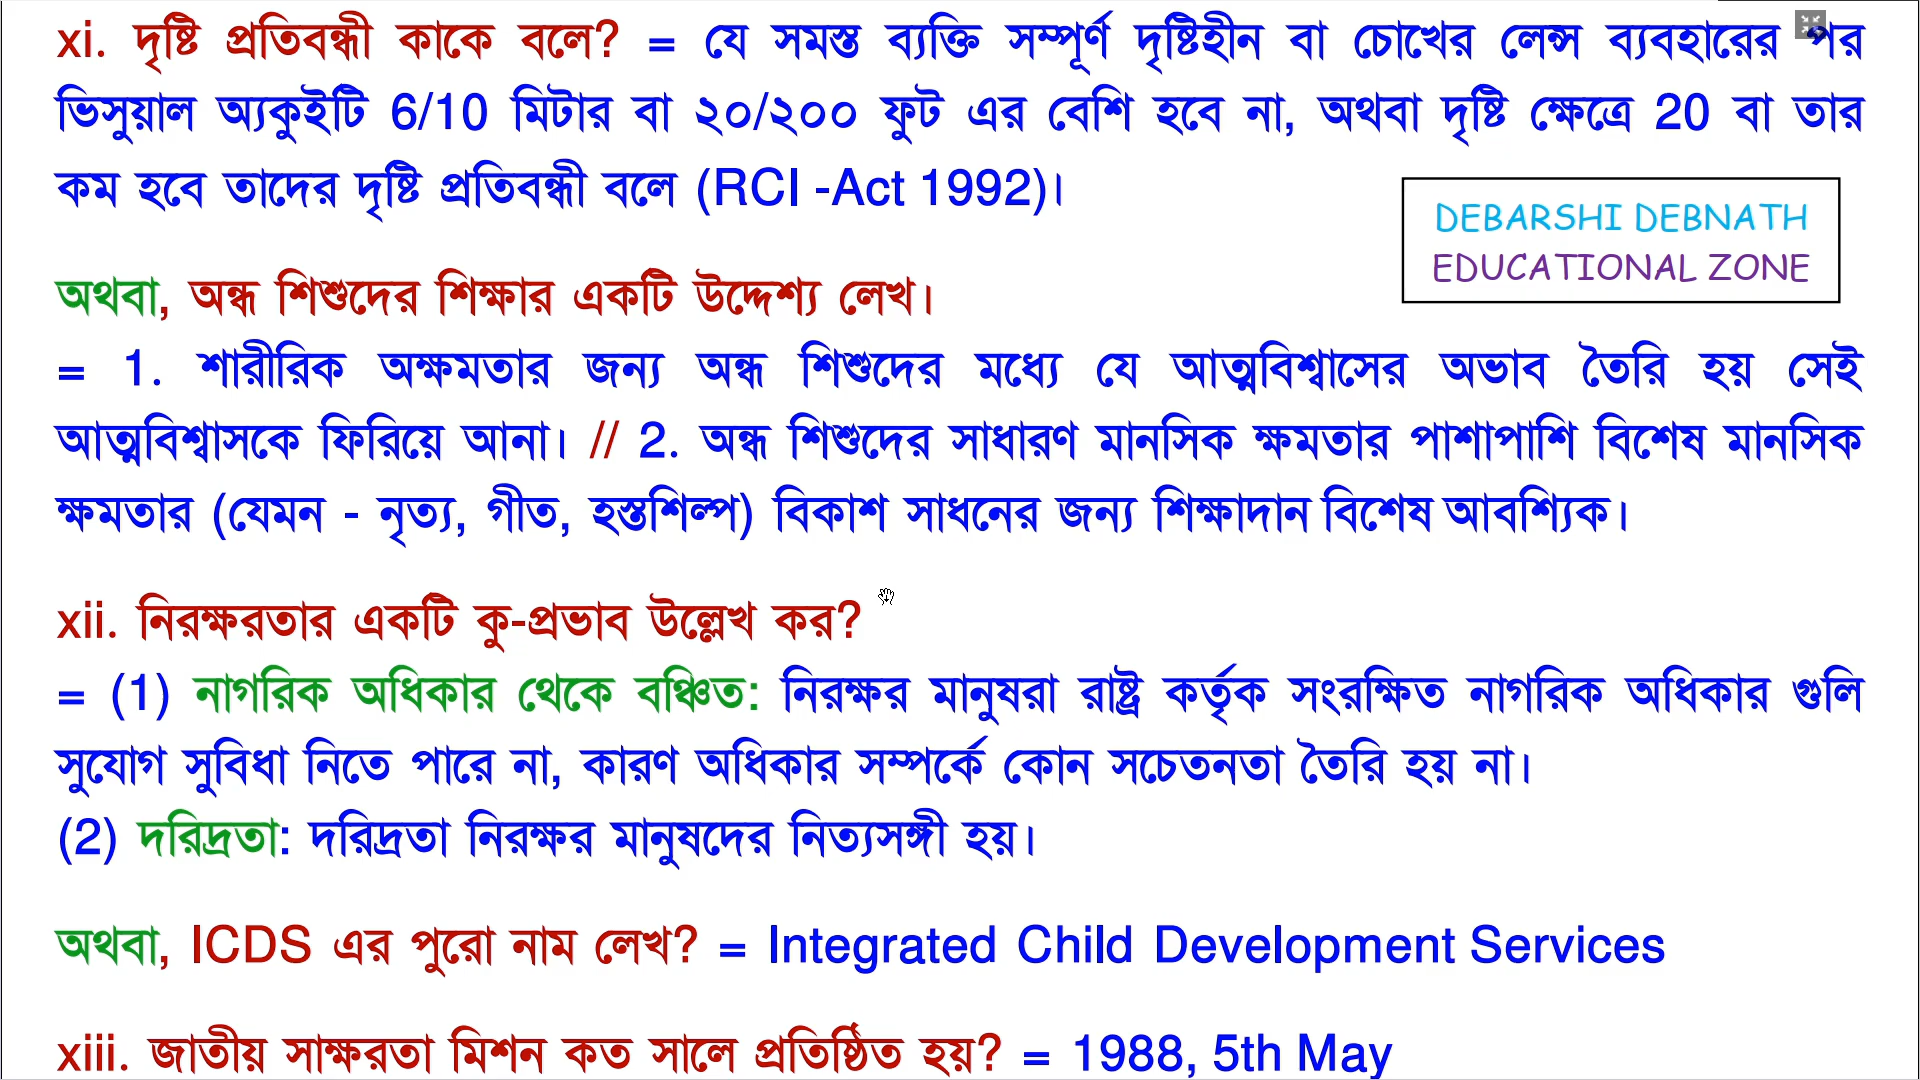 xi. দৃষ্টি প্রতিবন্ধী কাকে বলে? = যে সমস্ত ব্যক্তি সম্পূর্ণ দৃষ্টিহীন বা চোখের লেন্স ব্যবহারের পর
ভিসুয়াল অ্যকুইটি 6/10 মিটার বা ২০/২০০ ফুট এর বেশি হবে না, অথবা দৃষ্টি ক্ষেত্রে 20 বা তার
কম হবে তাদের দৃষ্টি প্রতিবন্ধী বলে (RCI -Act 1992)।
DEBARSHI DEBNATH
EDUCATIONAL ZONE
অথবা, অন্ধ শিশুদের শিক্ষার একটি উদ্দেশ্য লেখ।
= 1. শারীরিক অক্ষমতার জন্য অন্ধ শিশুদের মধ্যে যে আত্মবিশ্বাসের অভাব তৈরি হয় সেই
আত্মবিশ্বাসকে ফিরিয়ে আনা। // 2. অন্ধ শিশুদের সাধারণ মানসিক ক্ষমতার পাশাপাশি বিশেষ মানসিক
ক্ষমতার (যেমন - নৃত্য, গীত, হস্তশিল্প) বিকাশ সাধনের জন্য শিক্ষাদান বিশেষ আবশ্যিক।
xii. নিরক্ষরতার একটি কু-প্রভাব উল্লেখ কর?
= (1) নাগরিক অধিকার থেকে বঞ্চিত: নিরক্ষর মানুষরা রাষ্ট্র কর্তৃক সংরক্ষিত নাগরিক অধিকার গুলি
সুযোগ সুবিধা নিতে পারে না, কারণ অধিকার সম্পর্কে কোন সচেতনতা তৈরি হয় না।
(2) দরিদ্রতা: দরিদ্রতা নিরক্ষর মানুষদের নিত্যসঙ্গী হয়।
অথবা, ICDS এর পুরো নাম লেখ? = Integrated Child Development Services
xiii. জাতীয় সাক্ষরতা মিশন কত সালে প্রতিষ্ঠিত হয়? = 1988, 5th May